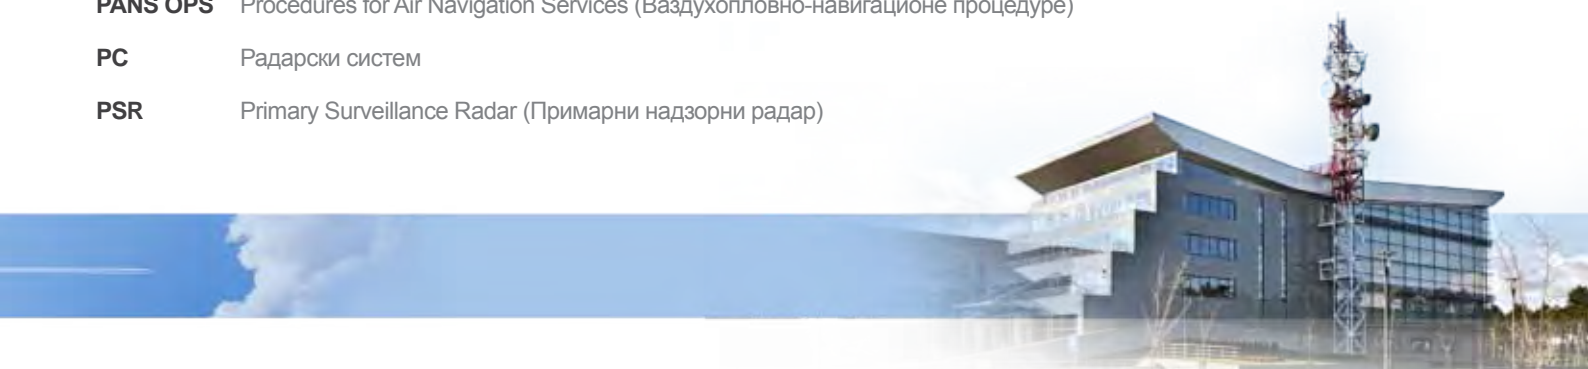 PANS OPS Procedures for Air Navigation Services (Ваздухопловно-навигационе процедуре)
РС Радарски систем
PSR Primary Surveillance Radar (Примарни надзорни радар)